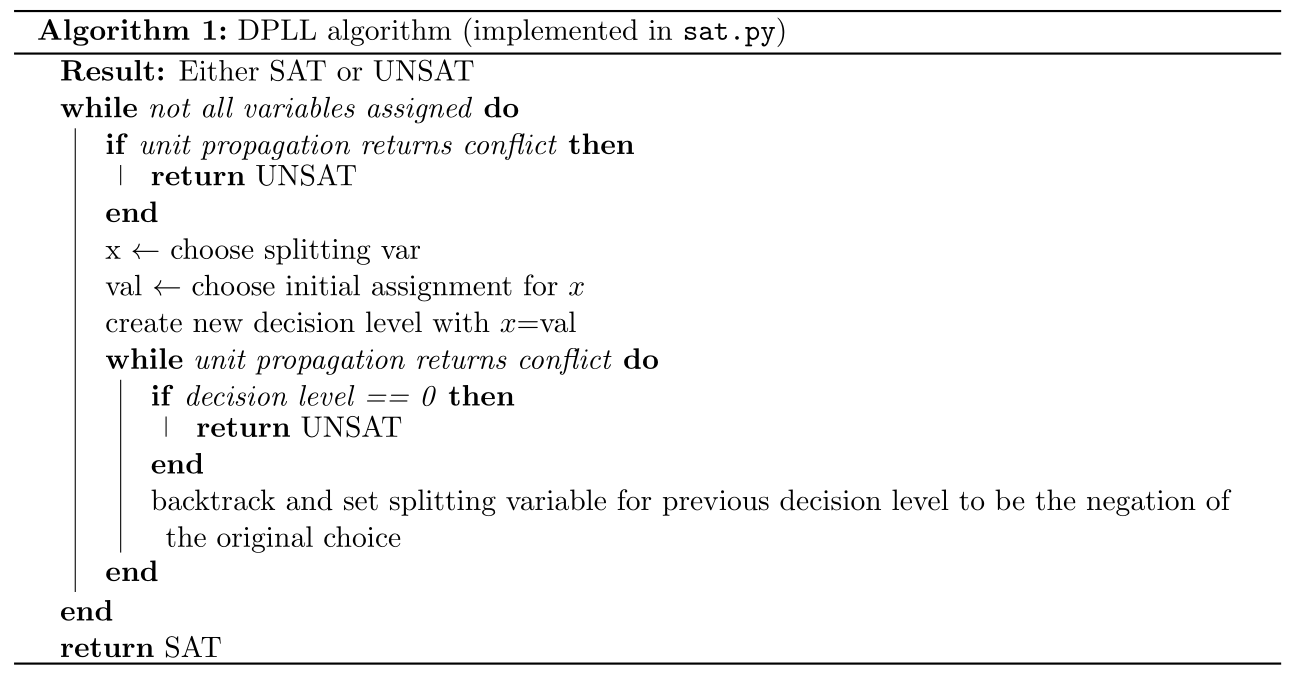 Algorithm 1: DPLL algorithm (implemented in sat.py)
Result: Either SAT or UNSAT
while not all variables assigned do
if unit propagation returns conflict then
return UNSAT
end
x ← choose splitting var
val ← choose initial assignment for x
create new decision level with x=val
while unit propagation returns conflict do
if decision level == 0 then
return UNSAT
end
backtrack and set splitting variable for previous decision level to be the negation of
the original choice
end
end
return SAT